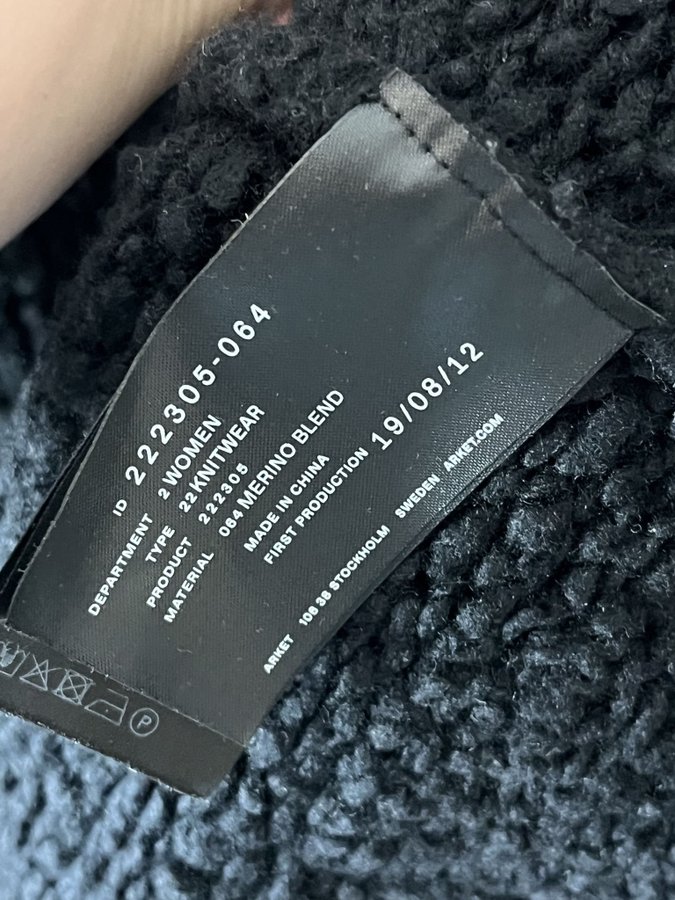 ID 222305-064
DEPARTMENT 2 WOMEN
TYPE 22 KNITWEAR
PRODUCT 222305
MATERIAL 064 MERINO BLEND
MADE IN CHINA
FIRST PRODUCTION 19/08/12
ARKET 106 38 STOCKHOLM SWEDEN ARKET.COM
P